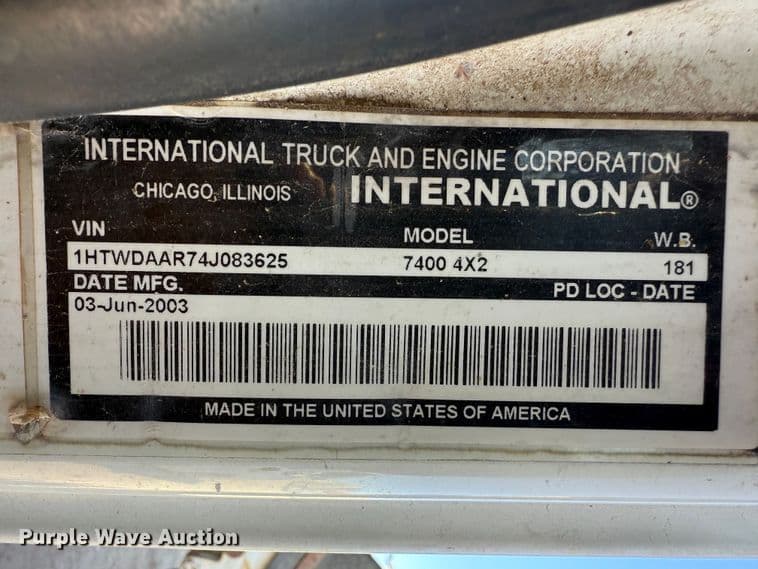 INTERNATIONAL TRUCK AND ENGINE CORPORATION
CHICAGO, ILLINOIS INTERNATIONAL®
VIN MODEL W.B.
1HTWDAAR74J083625 7400 4X2 181
DATE MFG. PD LOC - DATE
03-Jun-2003
MADE IN THE UNITED STATES OF AMERICA
Purple Wave Auction